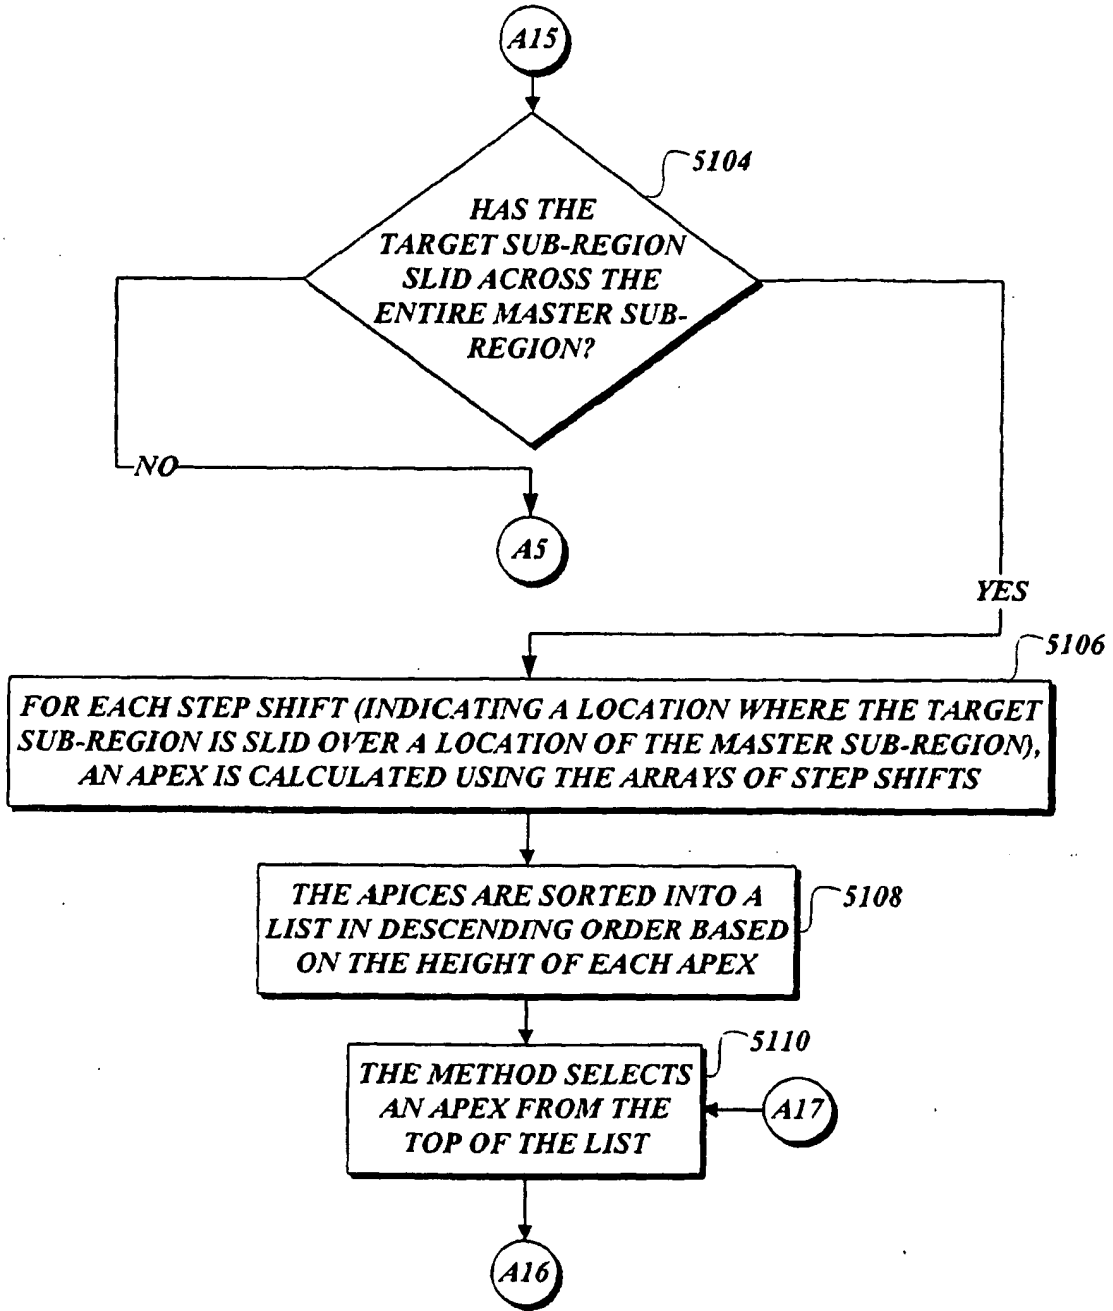 A15
5104
HAS THE
TARGET SUB-REGION
SLID ACROSS THE
ENTIRE MASTER SUB-
REGION?
NO
A5
YES
5106
FOR EACH STEP SHIFT (INDICATING A LOCATION WHERE THE TARGET
SUB-REGION IS SLID OVER A LOCATION OF THE MASTER SUB-REGION),
AN APEX IS CALCULATED USING THE ARRAYS OF STEP SHIFTS
5108
THE APICES ARE SORTED INTO A
LIST IN DESCENDING ORDER BASED
ON THE HEIGHT OF EACH APEX
5110
THE METHOD SELECTS
AN APEX FROM THE
TOP OF THE LIST
A17
A16